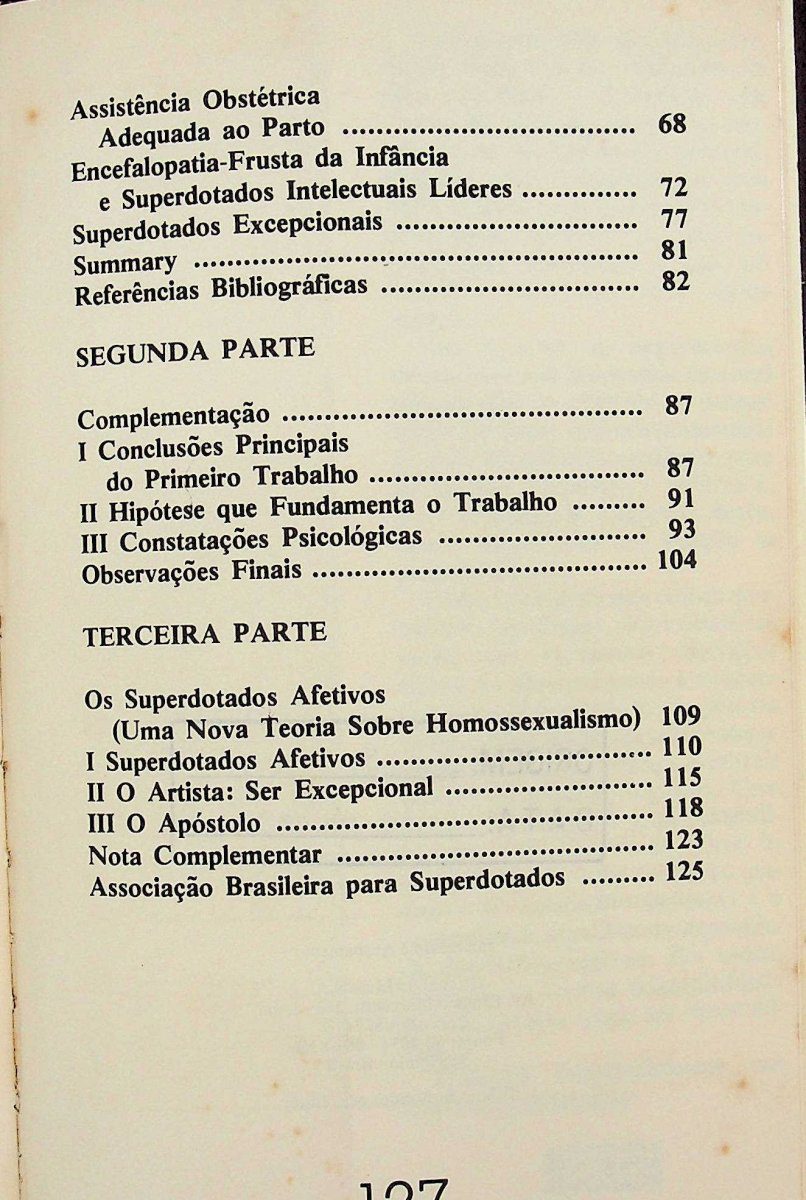 Assistência Obstétrica
Adequada ao Parto ................................... 68
Encefalopatia-Frusta da Infância
e Superdotados Intelectuais Líderes .............. 72
Superdotados Excepcionais ............................. 77
Summary ..................................................... 81
Referências Bibliográficas ............................... 82
SEGUNDA PARTE
Complementação ........................................... 87
I Conclusões Principais
do Primeiro Trabalho ................................. 87
II Hipótese que Fundamenta o Trabalho ......... 91
III Constatações Psicológicas ......................... 93
Observações Finais ........................................ 104
TERCEIRA PARTE
Os Superdotados Afetivos
(Uma Nova Teoria Sobre Homossexualismo) 109
I Superdotados Afetivos ................................. 110
II O Artista: Ser Excepcional ......................... 115
III O Apóstolo ............................................. 118
Nota Complementar ...................................... 123
Associação Brasileira para Superdotados ......... 125
127